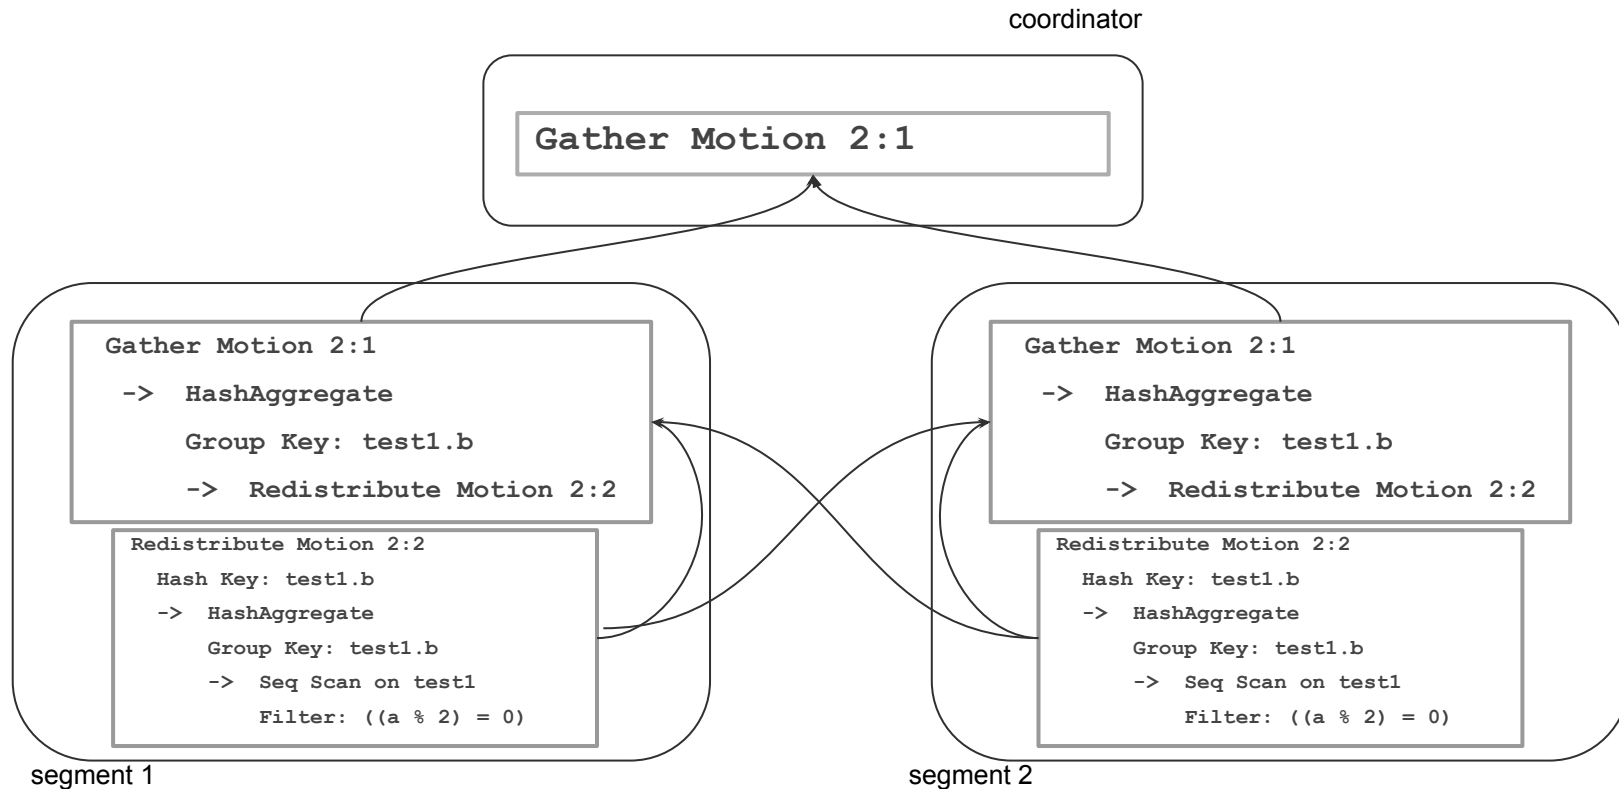 coordinator
Gather Motion 2:1
Gather Motion 2:1
-> HashAggregate
Group Key: test1.b
-> Redistribute Motion 2:2
Redistribute Motion 2:2
Hash Key: test1.b
-> HashAggregate
Group Key: test1.b
-> Seq Scan on test1
Filter: ((a % 2) = 0)
segment 1
Gather Motion 2:1
-> HashAggregate
Group Key: test1.b
-> Redistribute Motion 2:2
Redistribute Motion 2:2
Hash Key: test1.b
-> HashAggregate
Group Key: test1.b
-> Seq Scan on test1
Filter: ((a % 2) = 0)
segment 2